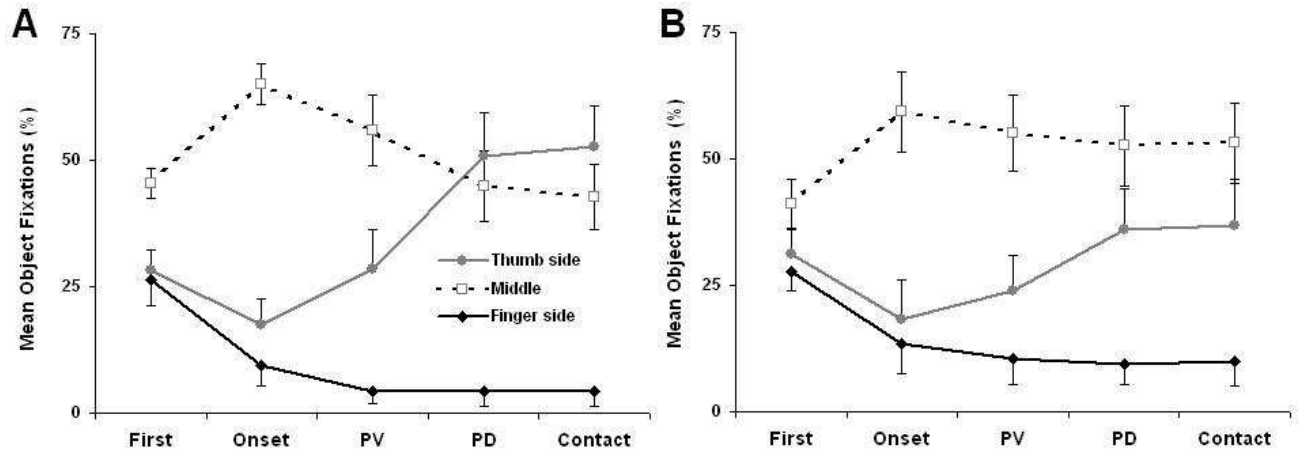 A
75
50
25
0
Mean Object Fixations (%)
Thumb side
Middle
Finger side
First Onset PV PD Contact
B
75
50
25
0
Mean Object Fixations (%)
First Onset PV PD Contact